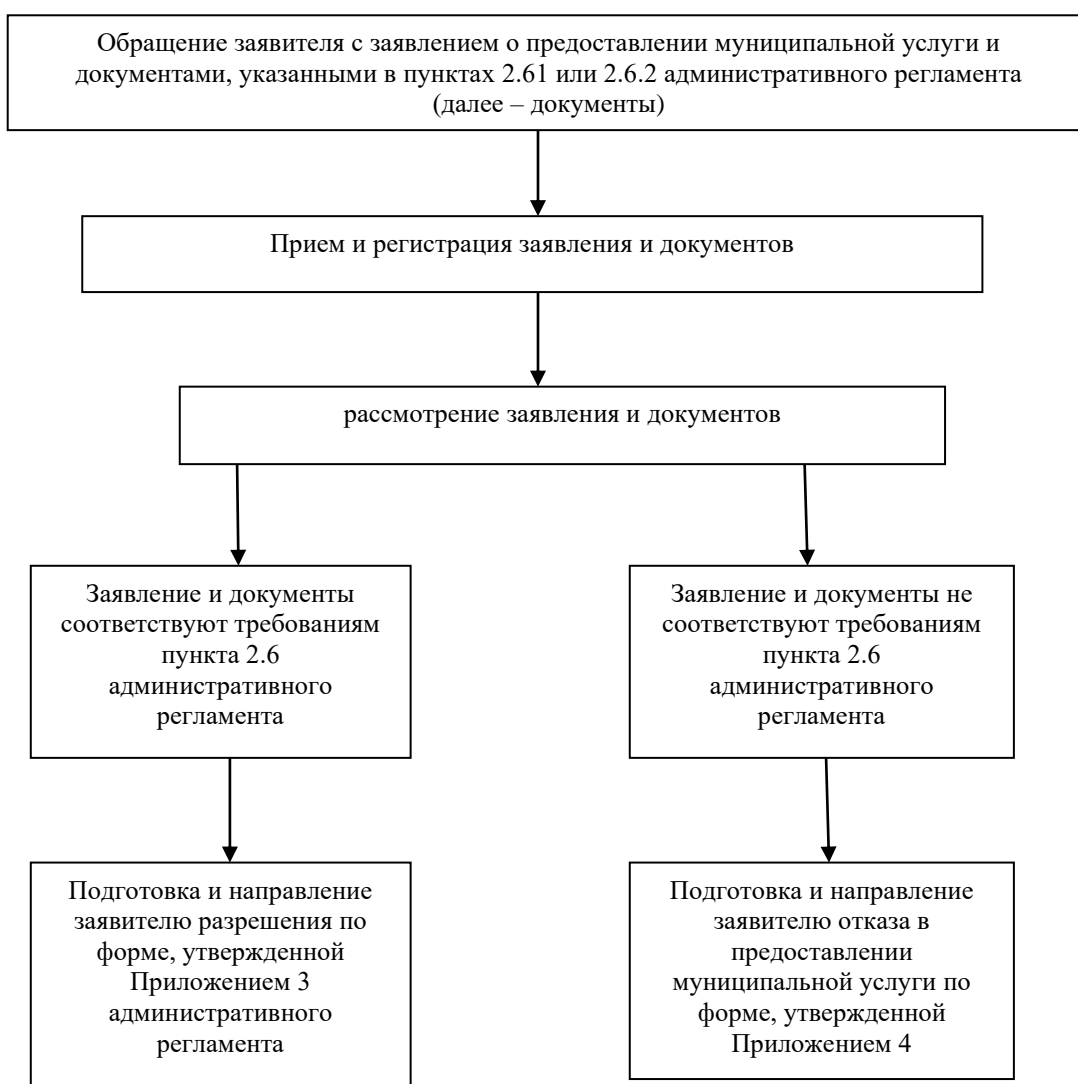 Обращение заявителя с заявлением о предоставлении муниципальной услуги и
документами, указанными в пунктах 2.61 или 2.6.2 административного регламента
(далее – документы)
Прием и регистрация заявления и документов
рассмотрение заявления и документов
Заявление и документы
соответствуют требованиям
пункта 2.6
административного
регламента
Заявление и документы не
соответствуют требованиям
пункта 2.6
административного
регламента
Подготовка и направление
заявителю разрешения по
форме, утвержденной
Приложением 3
административного
регламента
Подготовка и направление
заявителю отказа в
предоставлении
муниципальной услуги по
форме, утвержденной
Приложением 4